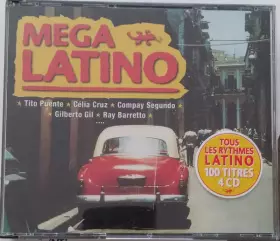 MEGA
LATINO
Tito Puente ★ Celia Cruz ★ Compay Segundo
Gilberto Gil ★ Ray Barretto ★
....
TOUS
LES RYTHMES
LATINO
100 TITRES
4 CD